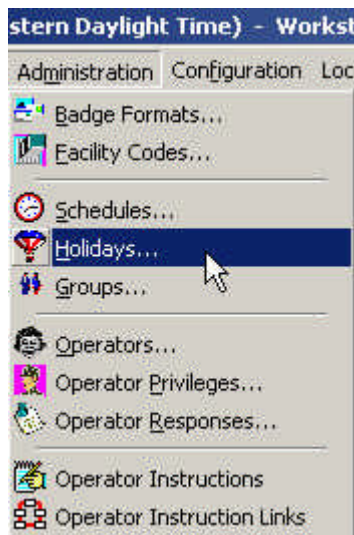 stern Daylight Time) - Workst
Administration Configuration Loc
Badge Formats...
Facility Codes...
Schedules...
Holidays...
Groups...
Operators...
Operator Privileges...
Operator Responses...
Operator Instructions
Operator Instruction Links